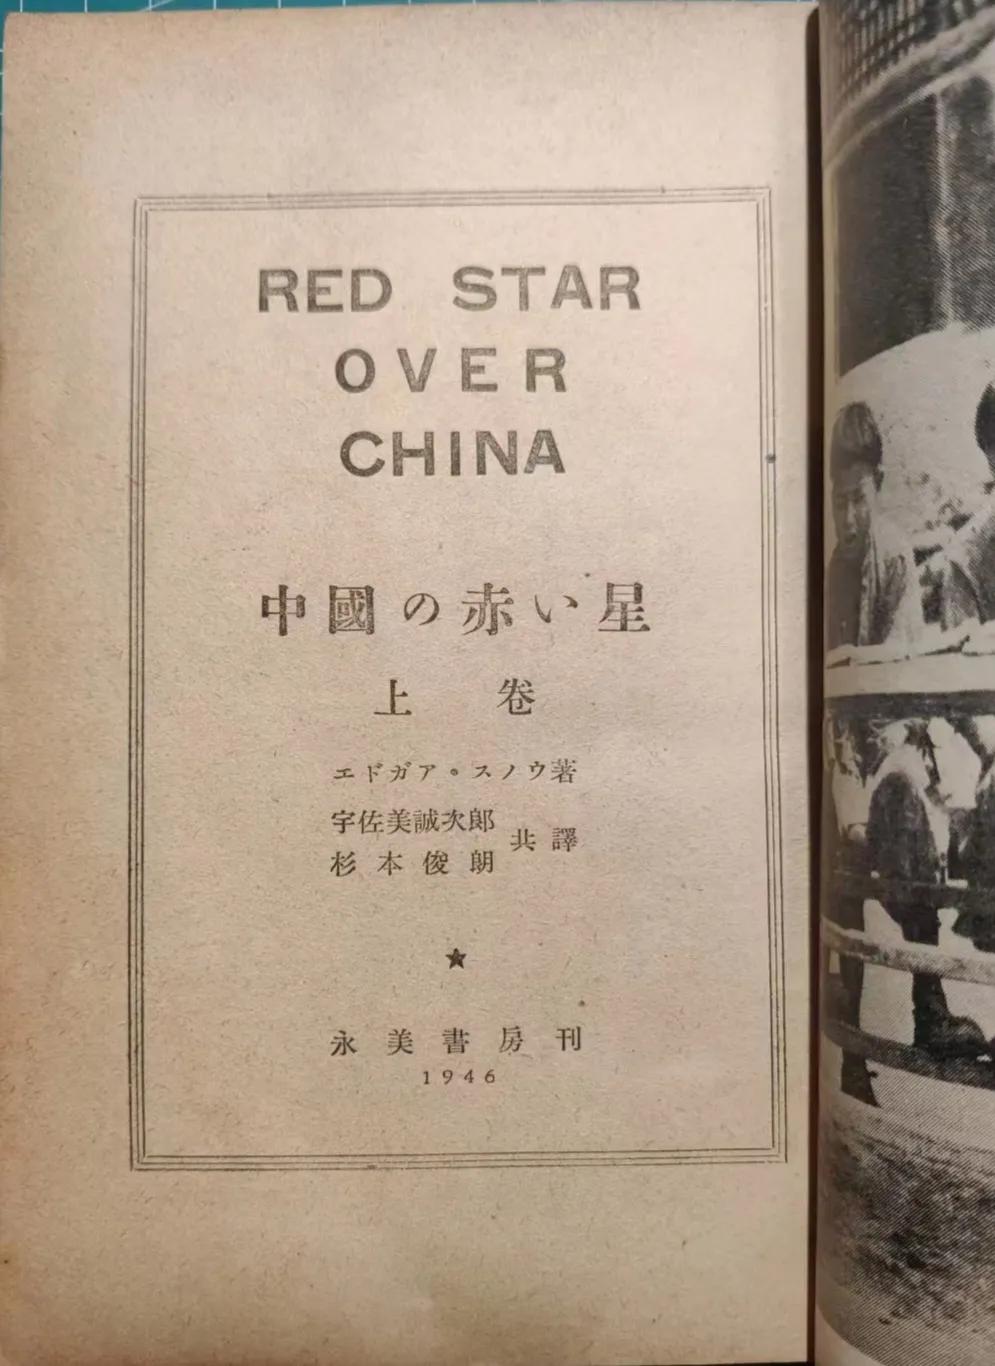 RED STAR
OVER
CHINA
中國の赤い星
上卷
エドガア・スノウ著
宇佐美誠次郎
杉本俊朗
共譯
★
永美書房刊
1946